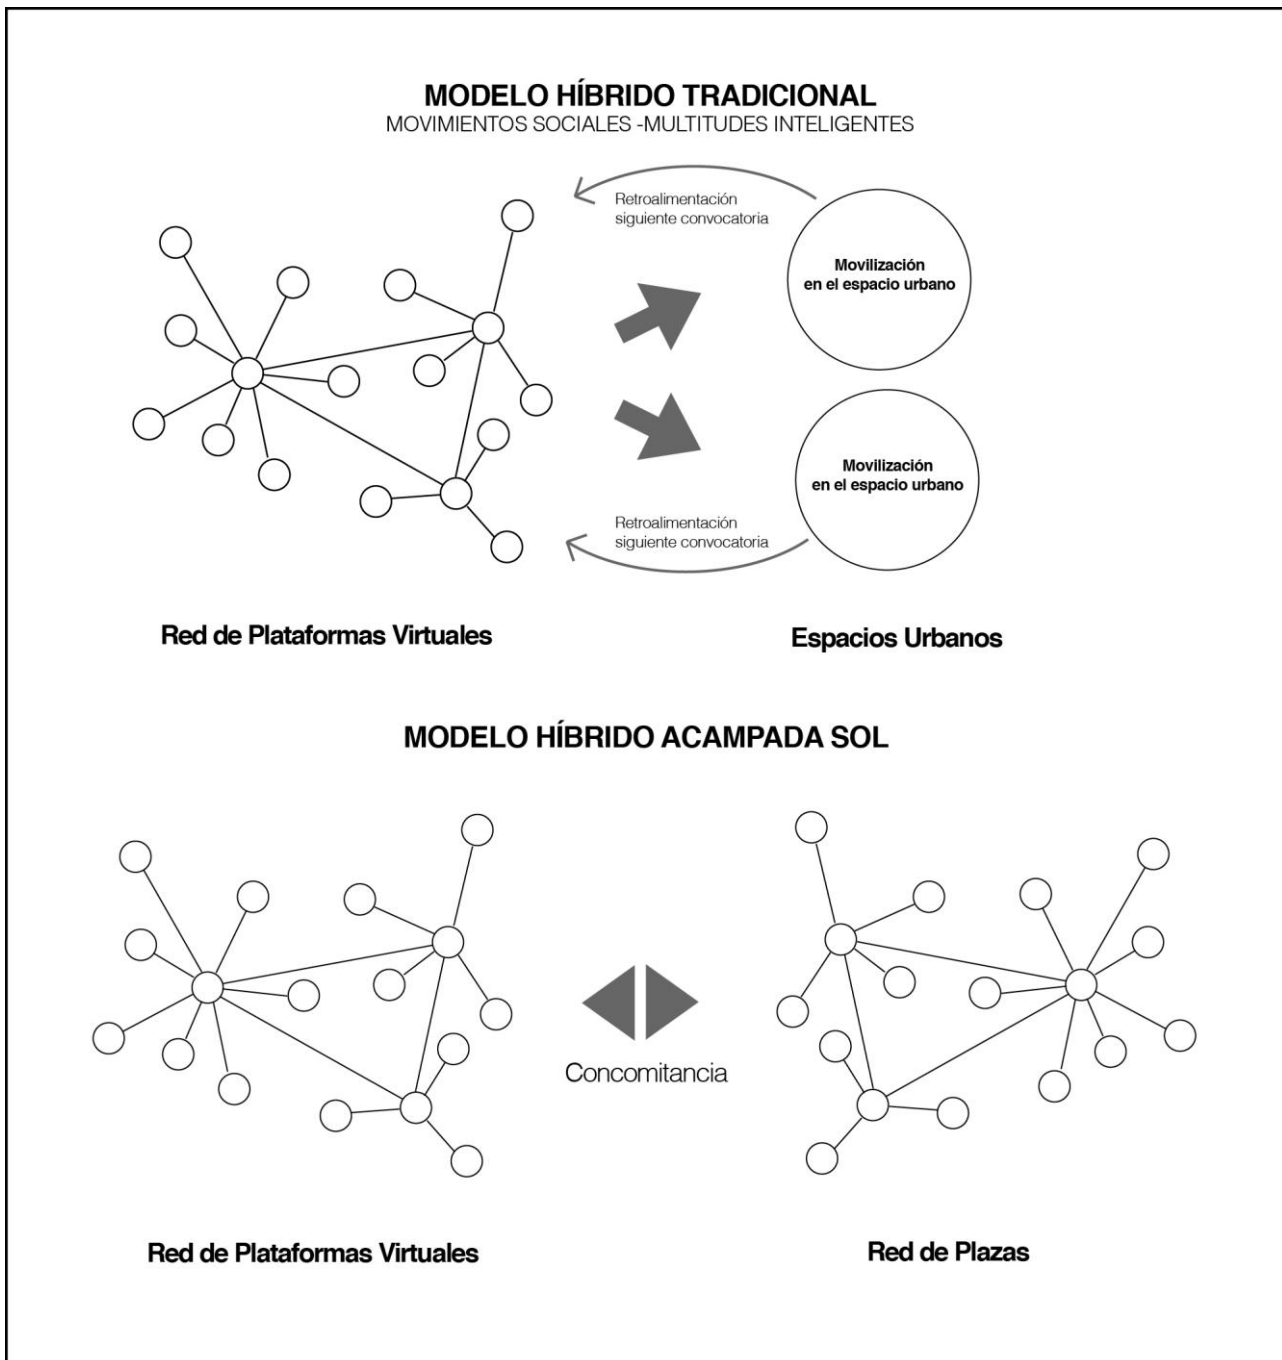 MODELO HÍBRIDO TRADICIONAL
MOVIMIENTOS SOCIALES -MULTITUDES INTELIGENTES
Retroalimentación
siguiente convocatoria
Movilización
en el espacio urbano
Movilización
en el espacio urbano
Retroalimentación
siguiente convocatoria
Red de Plataformas Virtuales
Espacios Urbanos
MODELO HÍBRIDO ACAMPADA SOL
Concomitancia
Red de Plataformas Virtuales
Red de Plazas